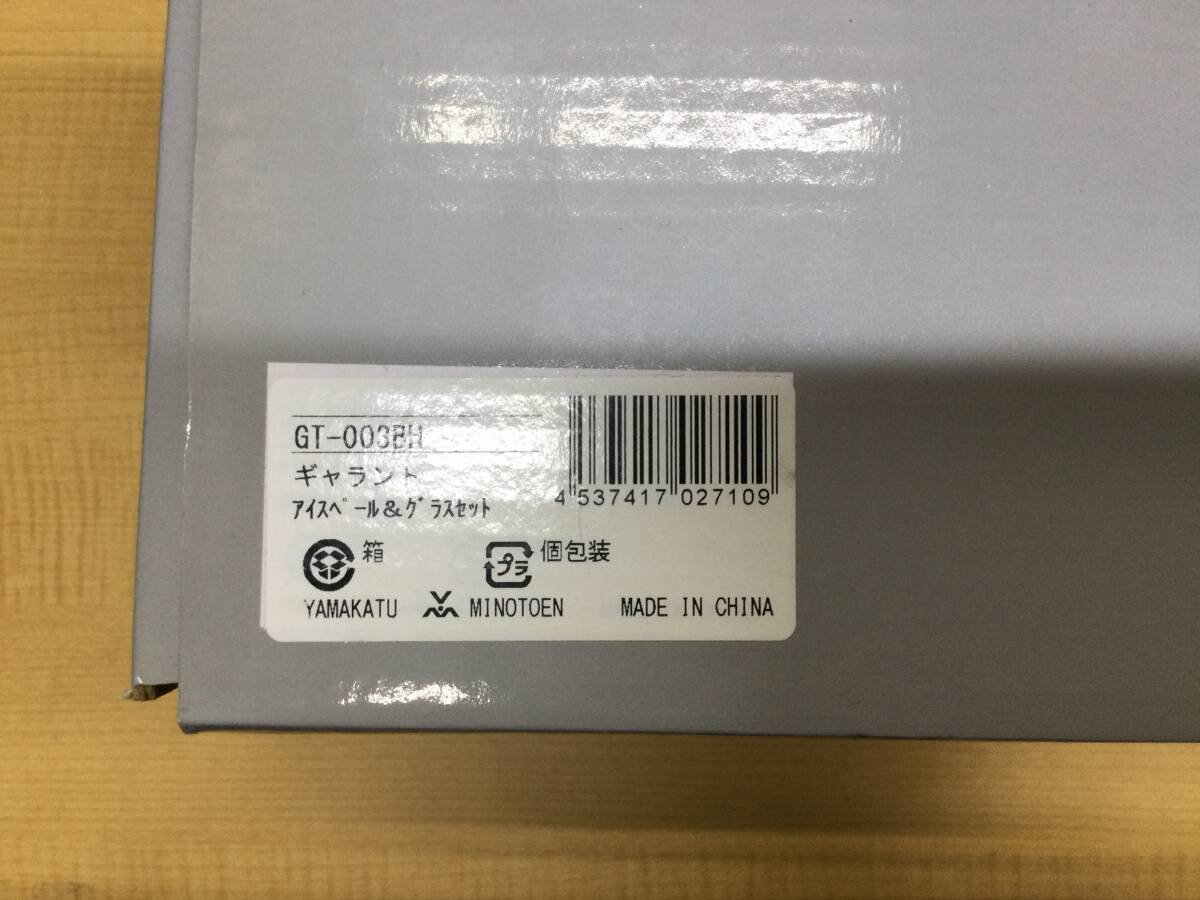 GT-003BH
ギャラント
アイスペール&グラスセット
4 537417 027109
箱
プラ 個包装
YAMAKATU MINOTOEN MADE IN CHINA